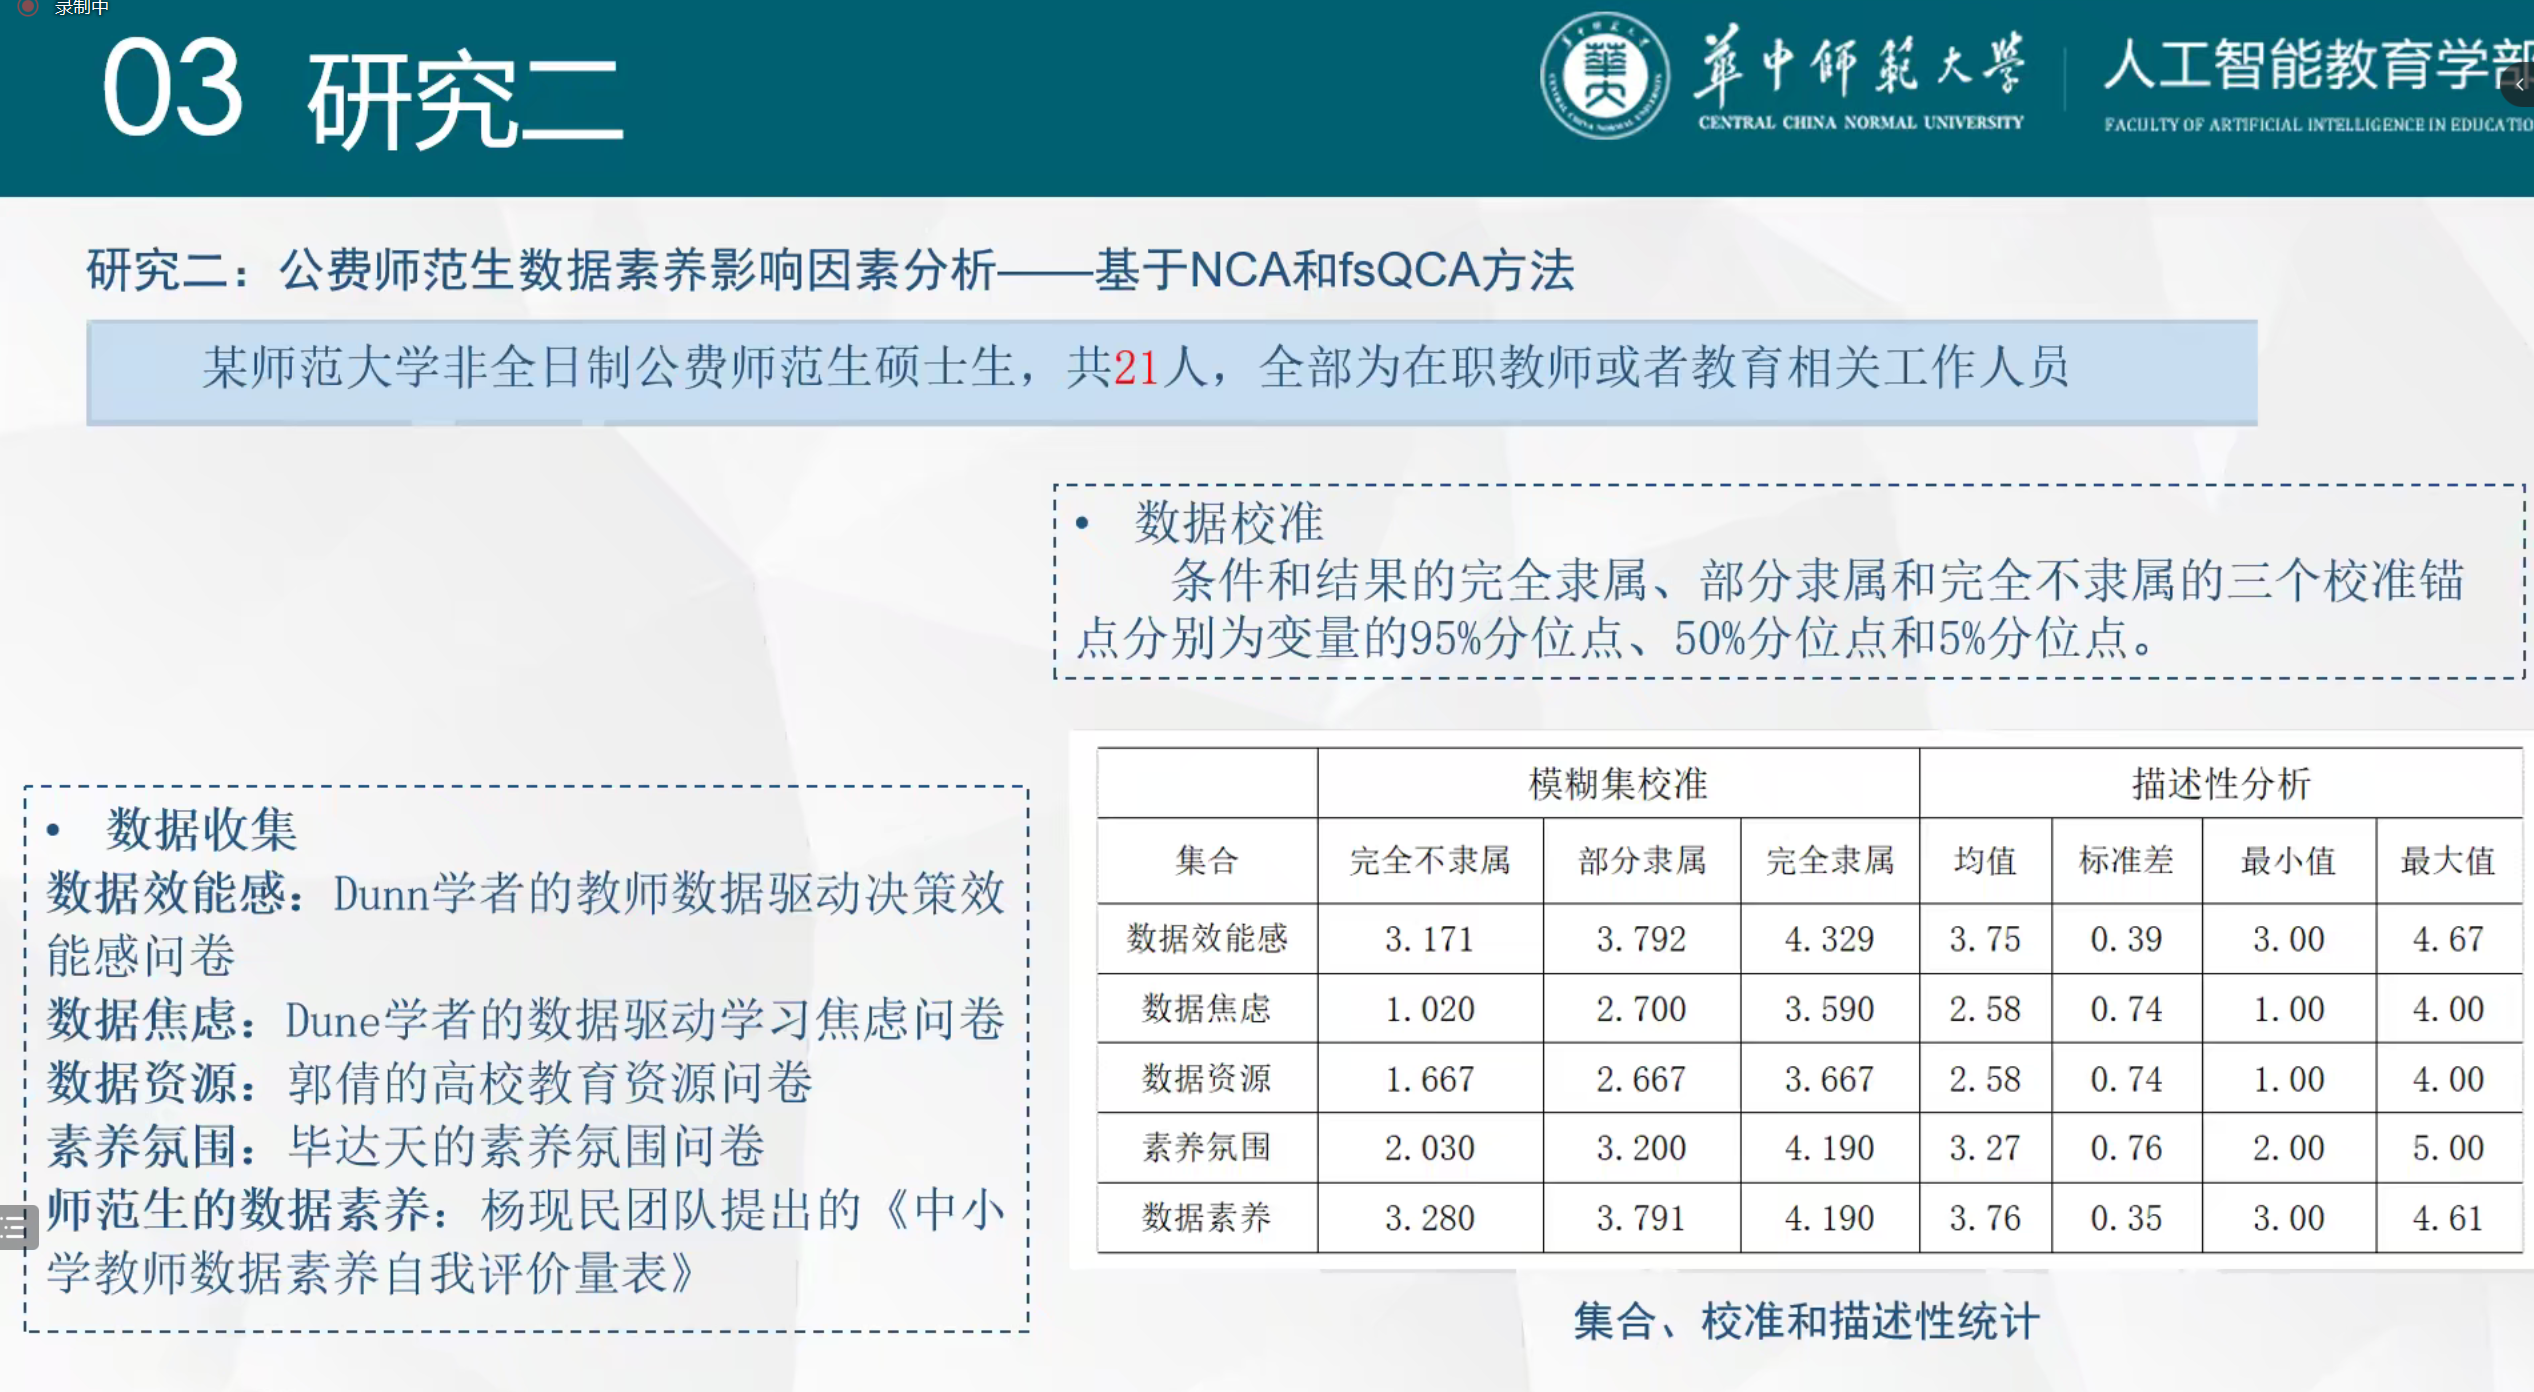 录制中
03 研究二
華中師範大學
CENTRAL CHINA NORMAL UNIVERSITY
人工智能教育学部
FACULTY OF ARTIFICIAL INTELLIGENCE IN EDUCATIO
研究二：公费师范生数据素养影响因素分析——基于NCA和fsQCA方法
某师范大学非全日制公费师范生硕士生，共21人，全部为在职教师或者教育相关工作人员
• 数据校准
条件和结果的完全隶属、部分隶属和完全不隶属的三个校准锚
点分别为变量的95%分位点、50%分位点和5%分位点。
• 数据收集
数据效能感：Dunn学者的教师数据驱动决策效
能感问卷
数据焦虑：Dune学者的数据驱动学习焦虑问卷
数据资源：郭倩的高校教育资源问卷
素养氛围：毕达天的素养氛围问卷
师范生的数据素养：杨现民团队提出的《中小
学教师数据素养自我评价量表》
模糊集校准 描述性分析
集合 完全不隶属 部分隶属 完全隶属 均值 标准差 最小值 最大值
数据效能感 3.171 3.792 4.329 3.75 0.39 3.00 4.67
数据焦虑 1.020 2.700 3.590 2.58 0.74 1.00 4.00
数据资源 1.667 2.667 3.667 2.58 0.74 1.00 4.00
素养氛围 2.030 3.200 4.190 3.27 0.76 2.00 5.00
数据素养 3.280 3.791 4.190 3.76 0.35 3.00 4.61
集合、校准和描述性统计